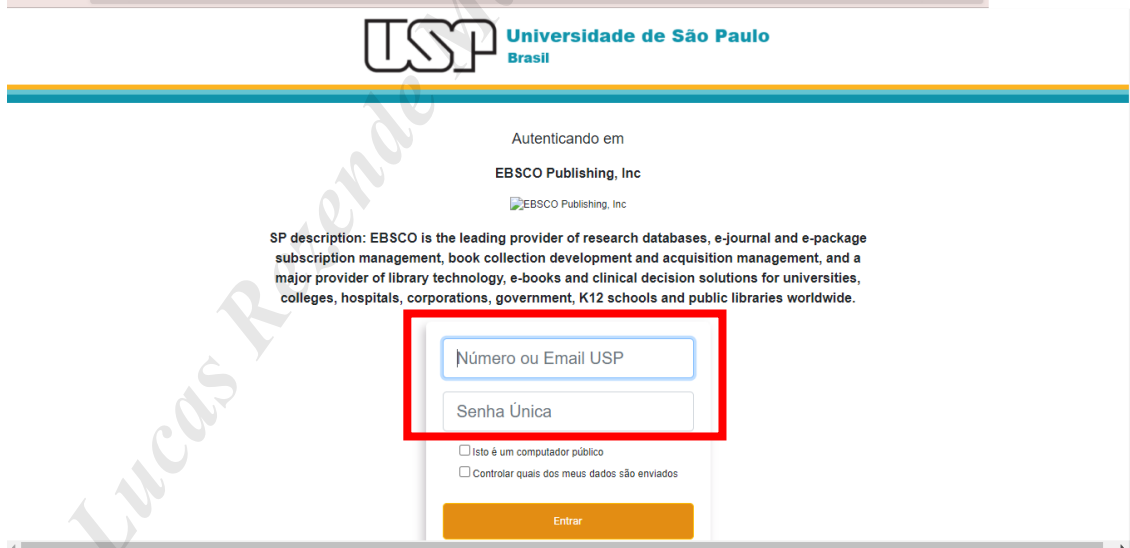 USP Universidade de São Paulo
Brasil
Autenticando em
EBSCO Publishing, Inc
EBSCO Publishing, Inc
SP description: EBSCO is the leading provider of research databases, e-journal and e-package
subscription management, book collection development and acquisition management, and a
major provider of library technology, e-books and clinical decision solutions for universities,
colleges, hospitals, corporations, government, K12 schools and public libraries worldwide.
Número ou Email USP
Senha Única
Isto é um computador público
Controlar quais dos meus dados são enviados
Entrar
Lucas Rezende